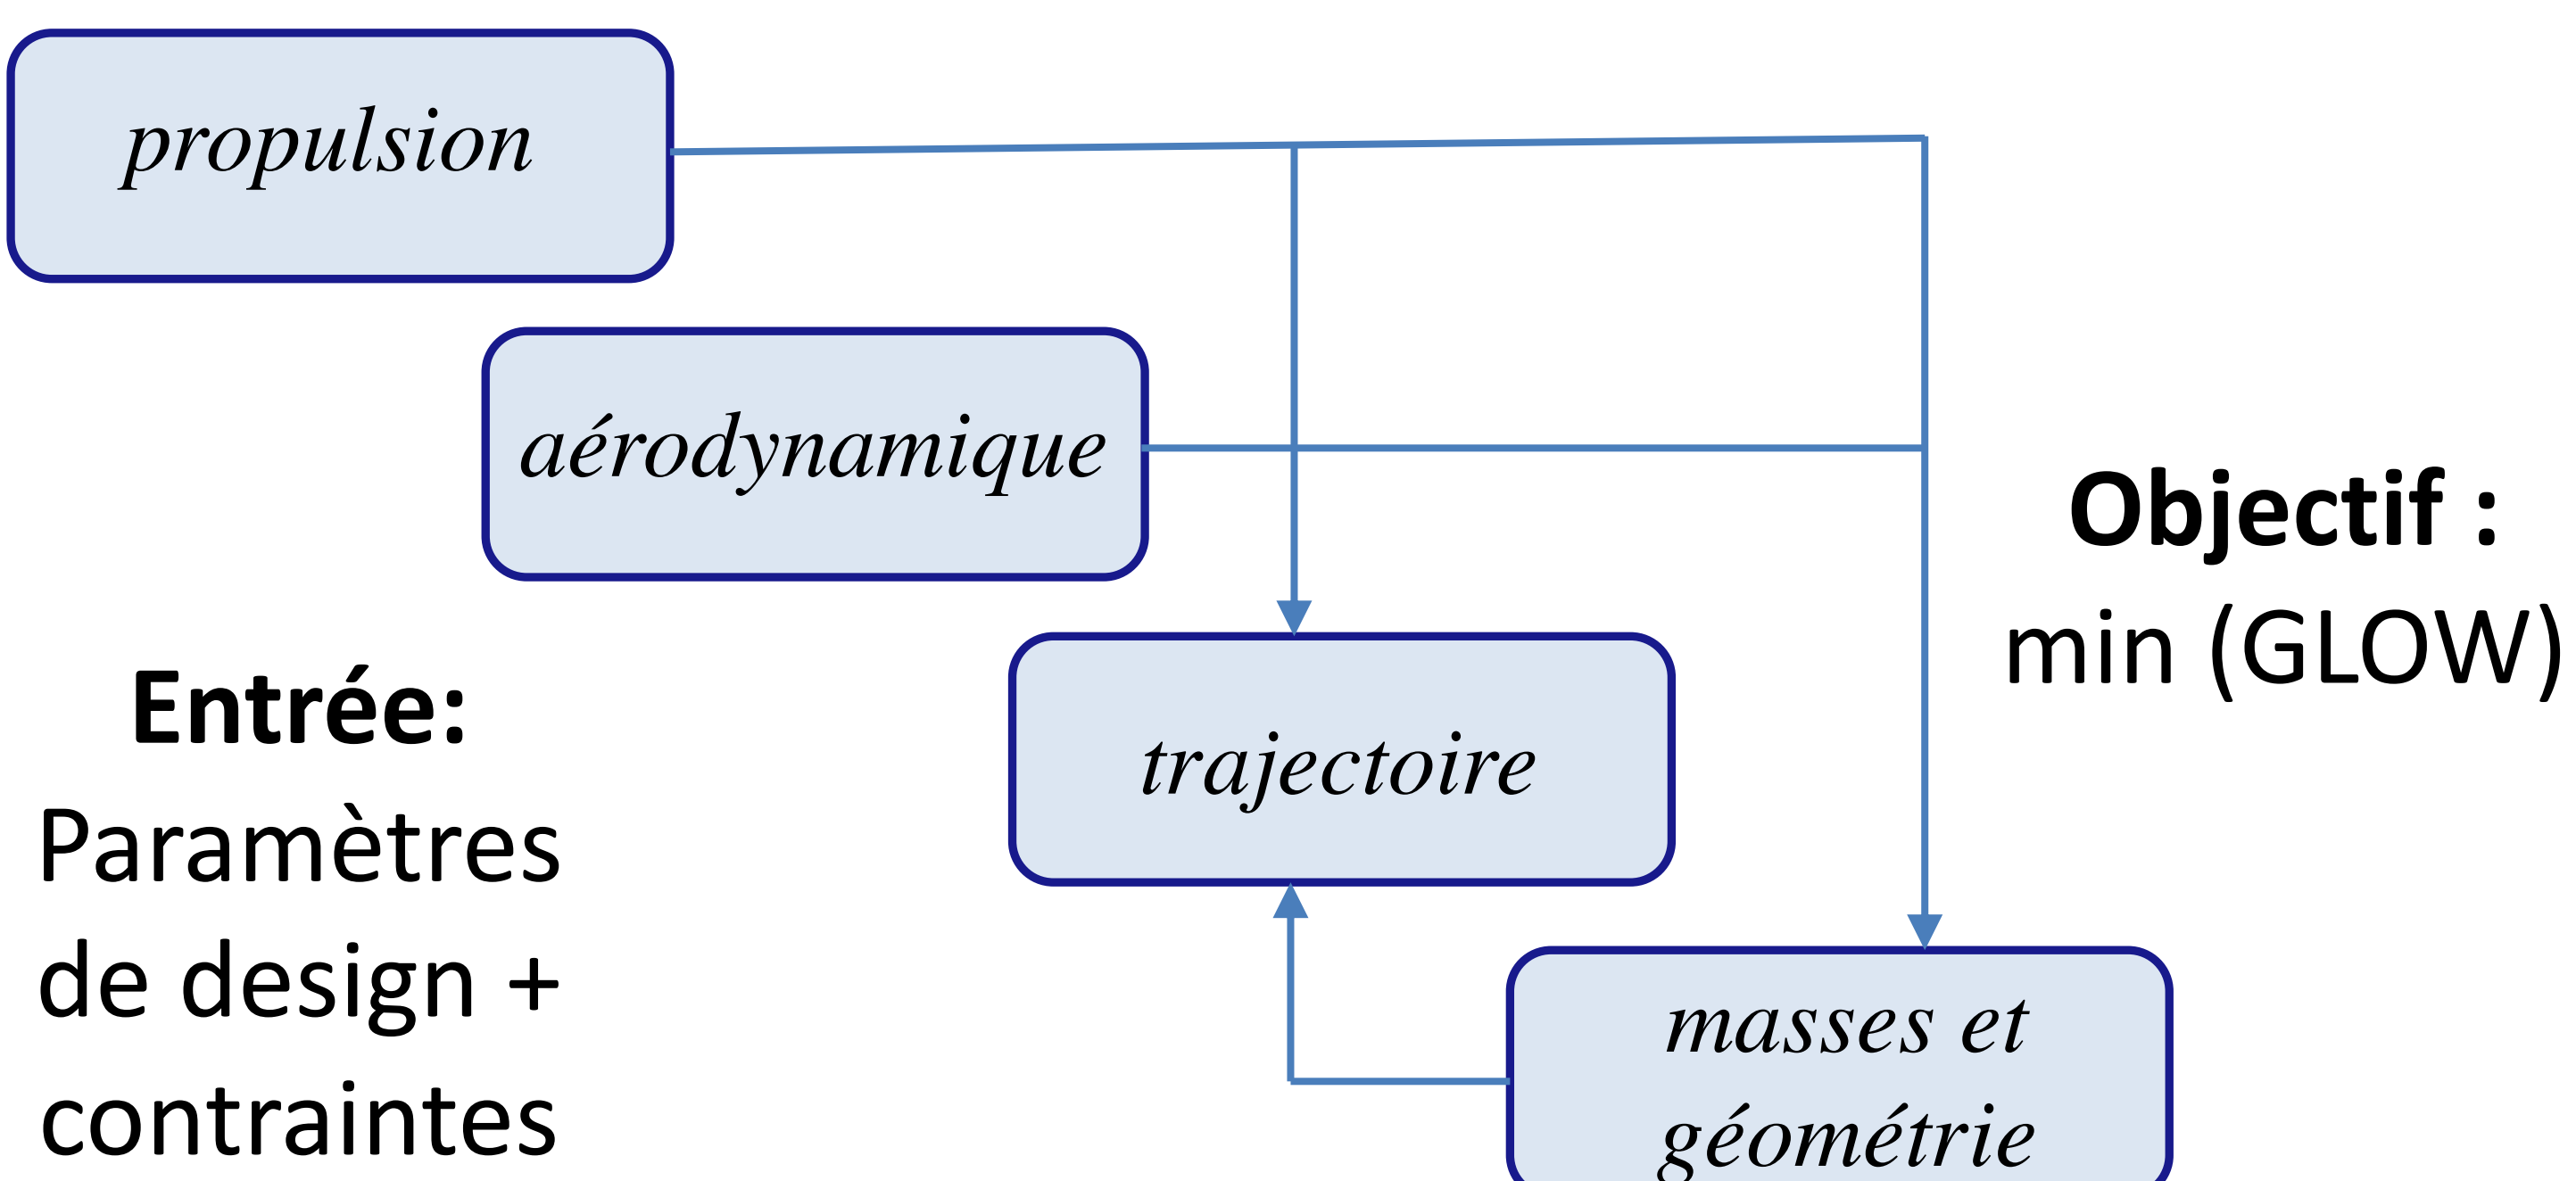 propulsion
aérodynamique
Objectif :
min (GLOW)
Entrée:
Paramètres
de design +
contraintes
trajectoire
masses et
géométrie